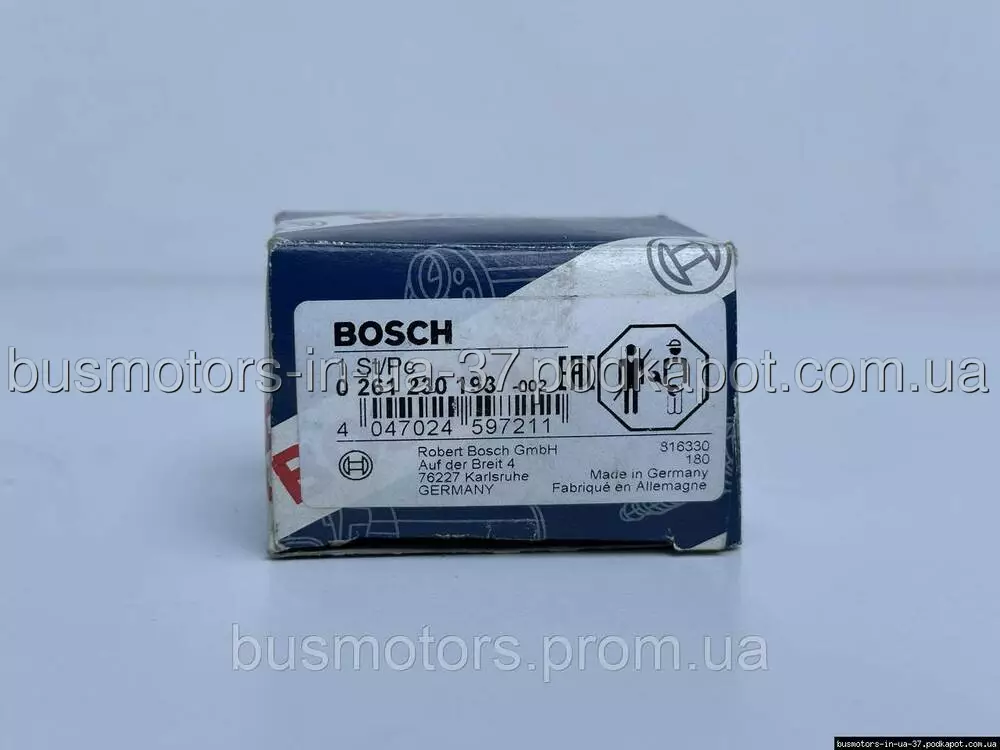 BOSCH
1 St/Pc
0 261 230 193 -002 EAC
4 047024 597211
Robert Bosch GmbH
Auf der Breit 4
76227 Karlsruhe
GERMANY
816330
180
Made in Germany
Fabriqué en Allemagne
busmotors-in-ua-37.podkapot.com.ua
busmotors.prom.ua
busmotors-in-ua-37.podkapot.com.ua